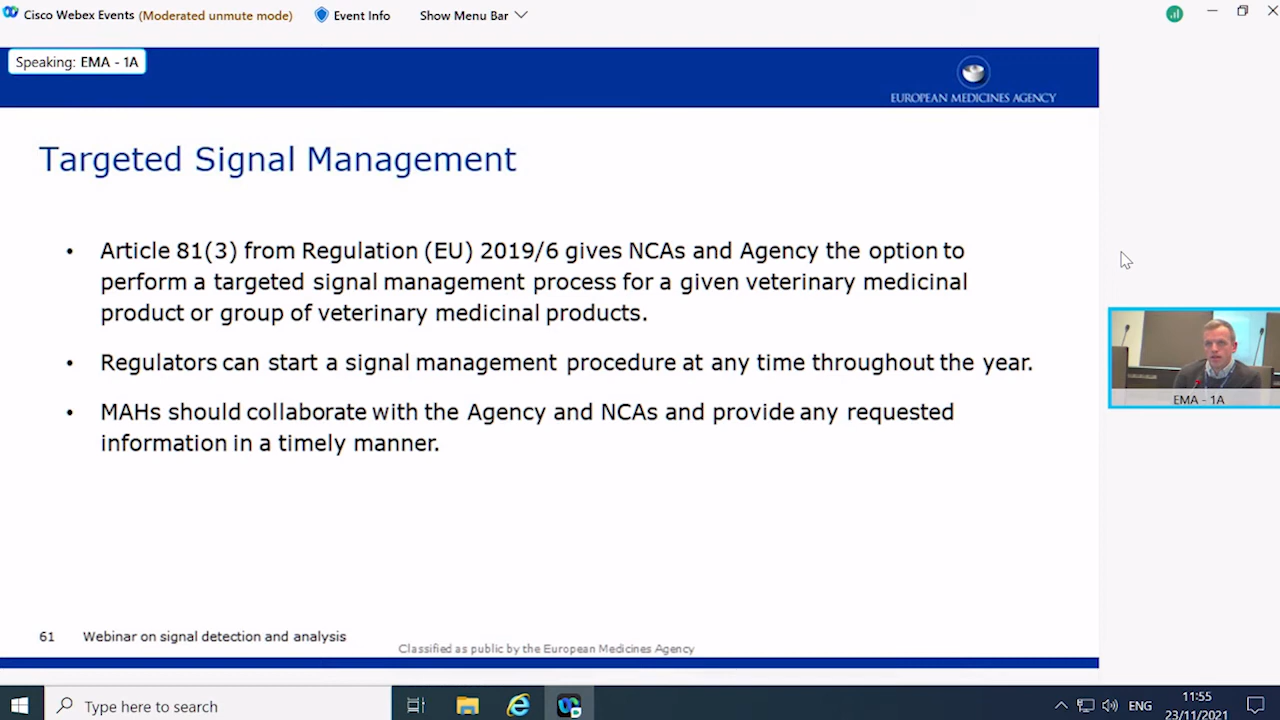 Cisco Webex Events (Moderated unmute mode) Event Info Show Menu Bar
Speaking: EMA - 1A
EUROPEAN MEDICINES AGENCY
Targeted Signal Management
• Article 81(3) from Regulation (EU) 2019/6 gives NCAs and Agency the option to
perform a targeted signal management process for a given veterinary medicinal
product or group of veterinary medicinal products.
• Regulators can start a signal management procedure at any time throughout the year.
• MAHs should collaborate with the Agency and NCAs and provide any requested
information in a timely manner.
EMA - 1A
61 Webinar on signal detection and analysis
Classified as public by the European Medicines Agency
Type here to search
ENG
11:55
23/11/2021